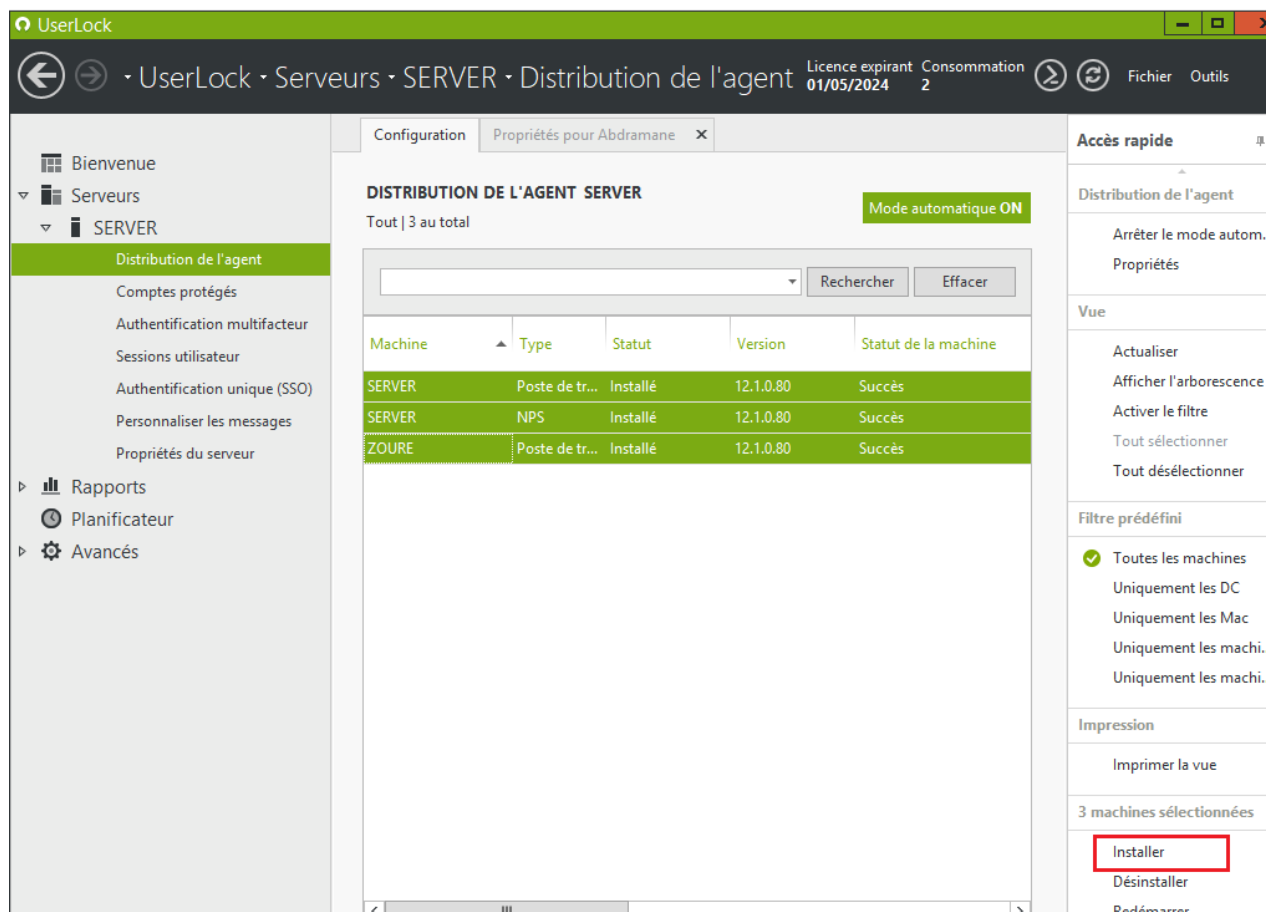 UserLock
UserLock · Serveurs · SERVER · Distribution de l'agent
Licence expirant
01/05/2024
Consommation
2
Fichier
Outils
Bienvenue
Serveurs
SERVER
Distribution de l'agent
Comptes protégés
Authentification multifacteur
Sessions utilisateur
Authentification unique (SSO)
Personnaliser les messages
Propriétés du serveur
Rapports
Planificateur
Avancés
Configuration
Propriétés pour Abdramane
DISTRIBUTION DE L'AGENT SERVER
Tout | 3 au total
Mode automatique ON
Rechercher
Effacer
Machine Type Statut Version Statut de la machine
SERVER Poste de tr... Installé 12.1.0.80 Succès
SERVER NPS Installé 12.1.0.80 Succès
ZOURE Poste de tr... Installé 12.1.0.80 Succès
Accès rapide
Distribution de l'agent
Arrêter le mode autom.
Propriétés
Vue
Actualiser
Afficher l'arborescence
Activer le filtre
Tout sélectionner
Tout désélectionner
Filtre prédéfini
Toutes les machines
Uniquement les DC
Uniquement les Mac
Uniquement les machi..
Uniquement les machi..
Impression
Imprimer la vue
3 machines sélectionnées
Installer
Désinstaller
Redémarrer